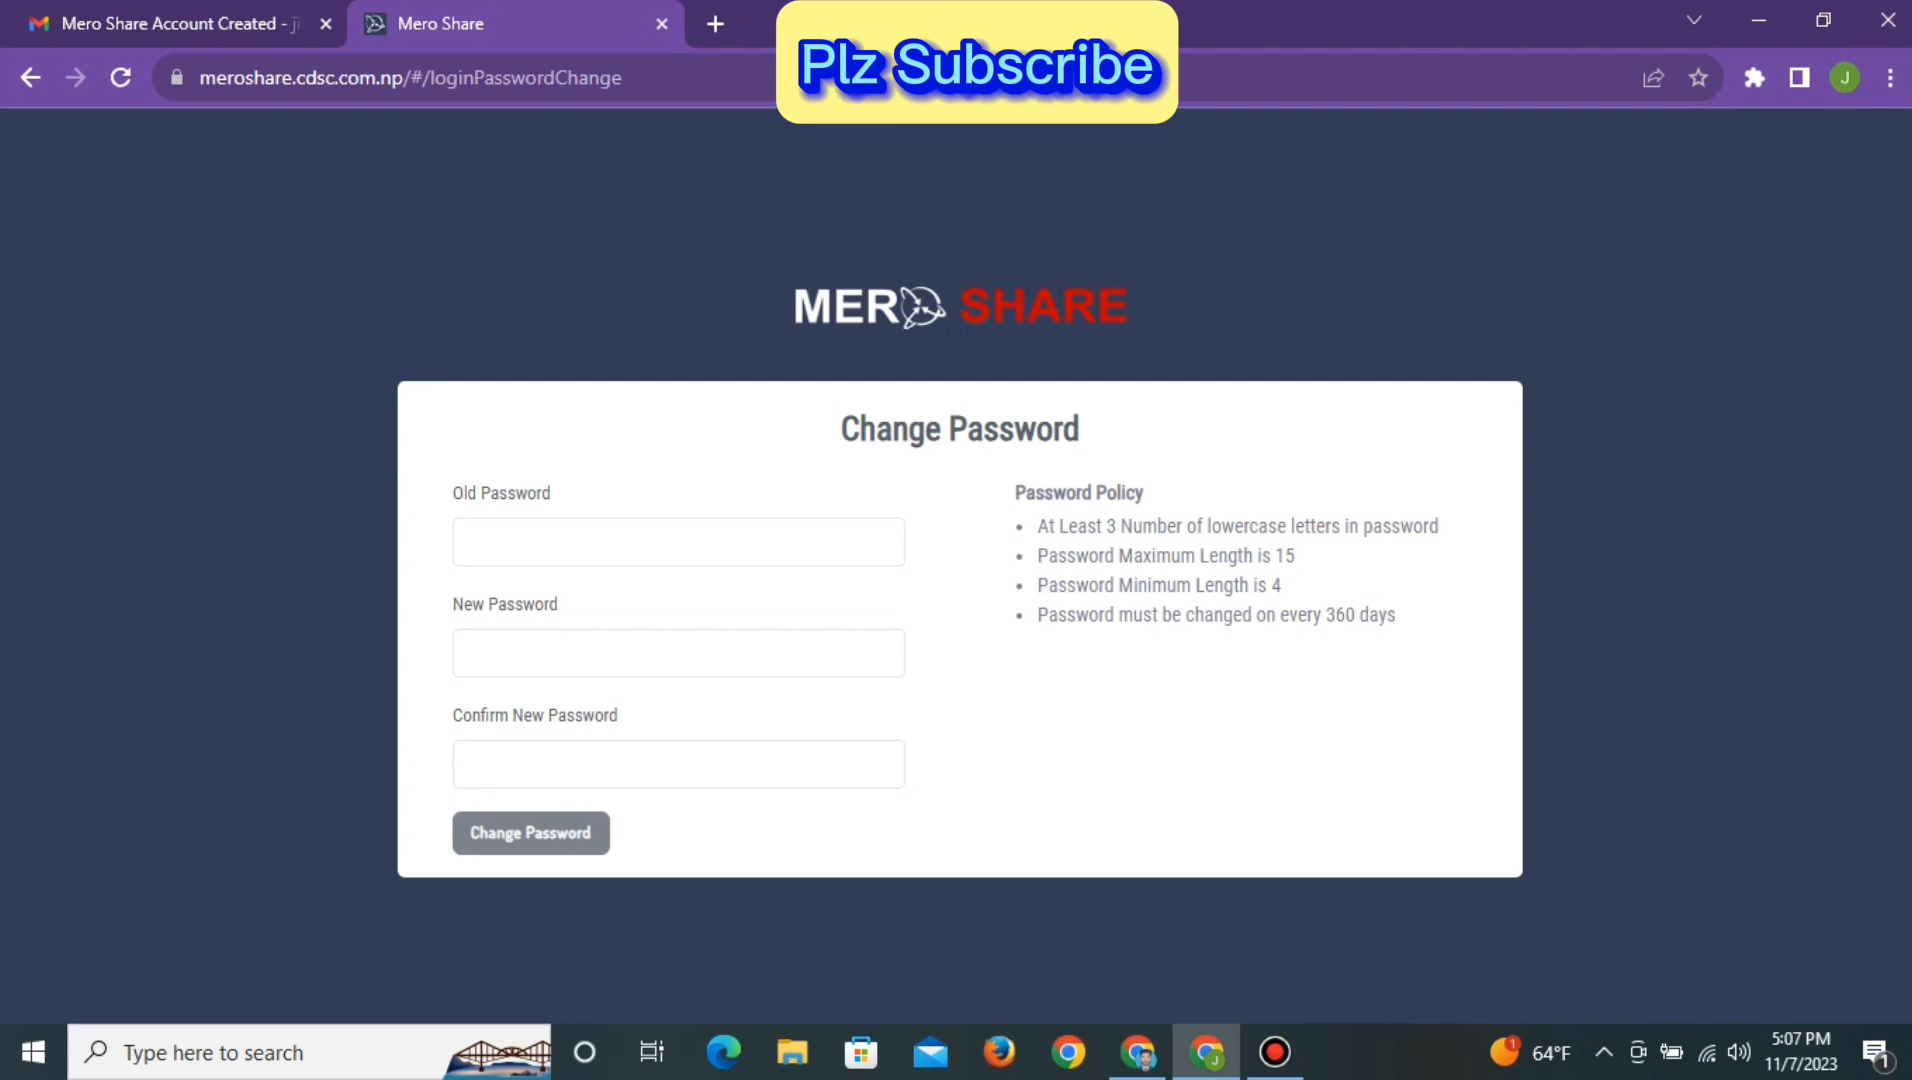 Mero Share Account Created - ji
Mero Share
Plz Subscribe
meroshare.cdsc.com.np/#/loginPasswordChange
J
MERO SHARE
Change Password
Old Password
Password Policy
At Least 3 Number of lowercase letters in password
Password Maximum Length is 15
New Password
Password Minimum Length is 4
Password must be changed on every 360 days
Confirm New Password
Change Password
Type here to search
J
1
64°F
5:07 PM
11/7/2023
1